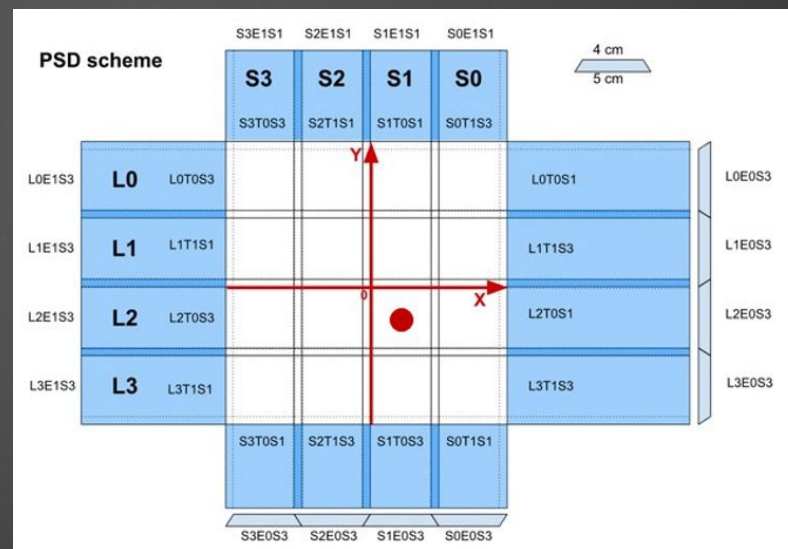 S3E1S1 S2E1S1 S1E1S1 S0E1S1
PSD scheme
4 cm
5 cm
S3 S2 S1 S0
S3T0S3 S2T1S1 S1T0S1 S0T1S3
Y
L0E1S3 L0 L0T0S3 L0T0S1 L0E0S3
L1E1S3 L1 L1T1S1 L1T1S3 L1E0S3
0 X
L2E1S3 L2 L2T0S3 L2T0S1 L2E0S3
L3E1S3 L3 L3T1S1 L3T1S3 L3E0S3
S3T0S1 S2T1S3 S1T0S3 S0T1S1
S3E0S3 S2E0S3 S1E0S3 S0E0S3